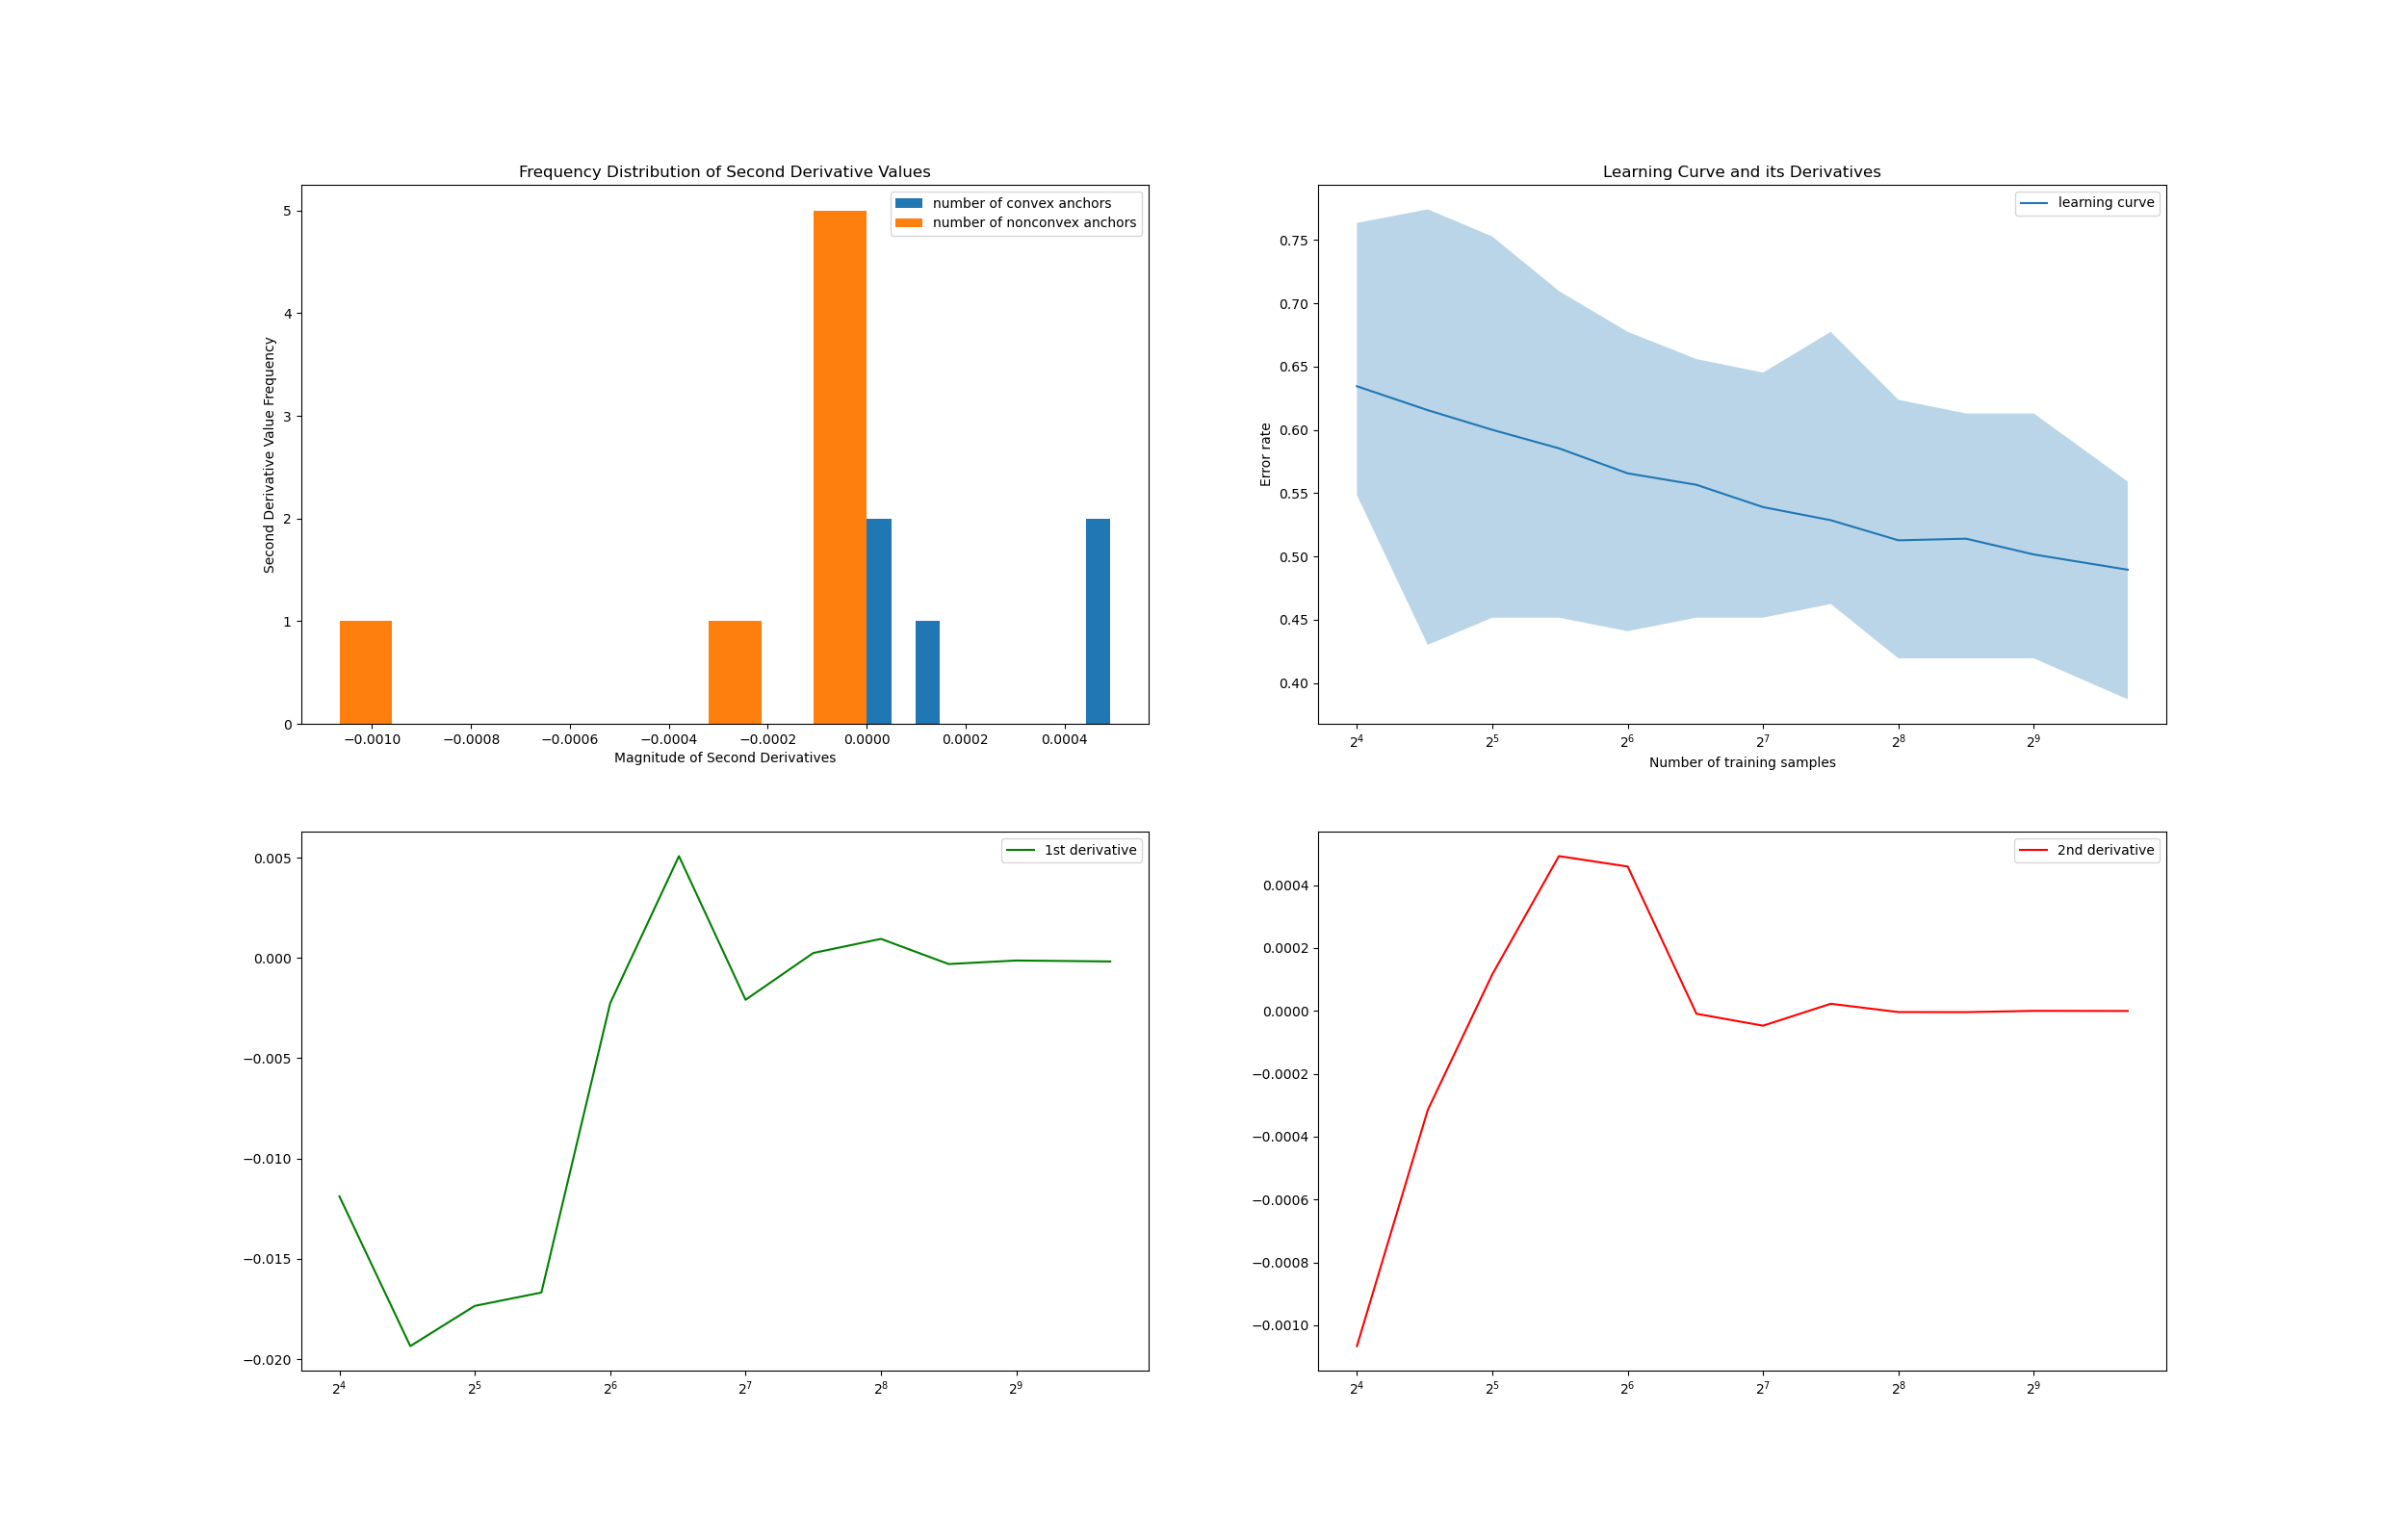 Frequency Distribution of Second Derivative Values
number of convex anchors
number of nonconvex anchors
5
4
3
2
1
0
Second Derivative Value Frequency
−0.0010 −0.0008 −0.0006 −0.0004 −0.0002 0.0000 0.0002 0.0004
Magnitude of Second Derivatives
Learning Curve and its Derivatives
learning curve
0.75
0.70
0.65
0.60
0.55
0.50
0.45
0.40
Error rate
2⁴ 2⁵ 2⁶ 2⁷ 2⁸ 2⁹
Number of training samples
1st derivative
0.005
0.000
−0.005
−0.010
−0.015
−0.020
2⁴ 2⁵ 2⁶ 2⁷ 2⁸ 2⁹
2nd derivative
0.0004
0.0002
0.0000
−0.0002
−0.0004
−0.0006
−0.0008
−0.0010
2⁴ 2⁵ 2⁶ 2⁷ 2⁸ 2⁹